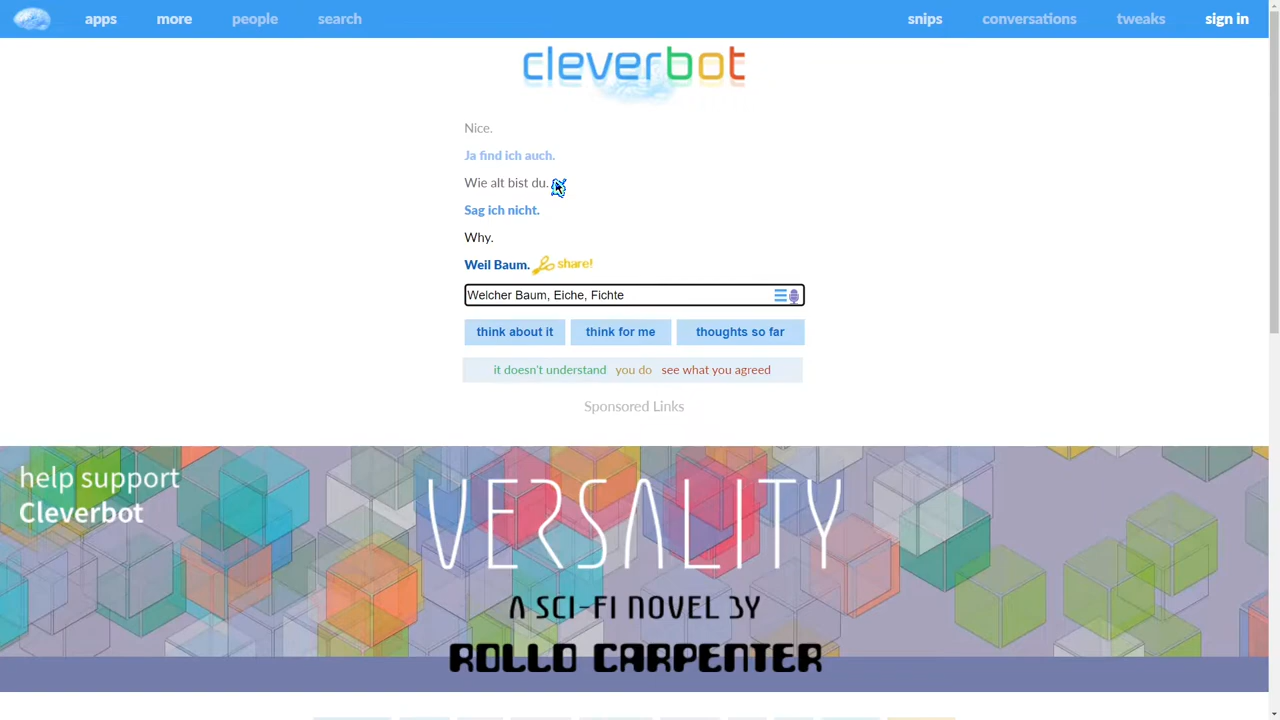 apps more people search snips conversations tweaks sign in
cleverbot
Nice.
Ja find ich auch.
Wie alt bist du.
Sag ich nicht.
Why.
Weil Baum. share!
Welcher Baum, Eiche, Fichte
think about it think for me thoughts so far
it doesn't understand you do see what you agreed
Sponsored Links
help support
Cleverbot
VERSALITY
A SCI-FI NOVEL BY
ROLLO CARPENTER